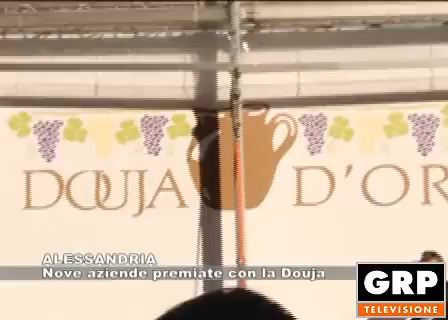 DOUJA D'OR
ALESSANDRIA
Nove aziende premiate con la Douja
GRP
TELEVISIONE